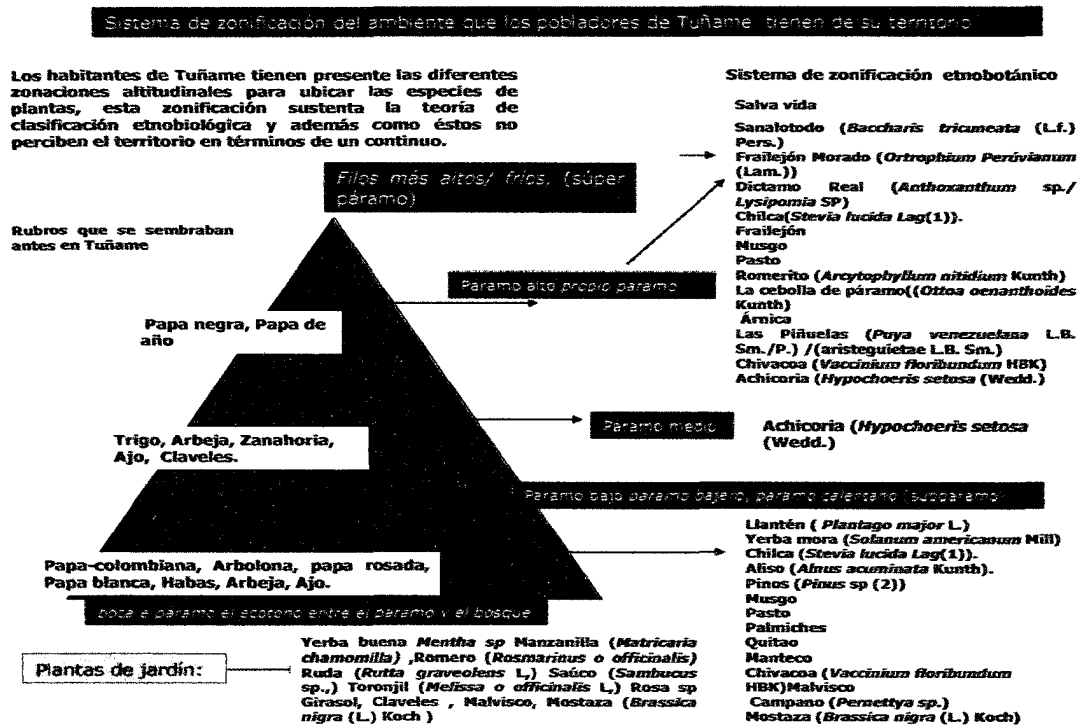 Sistema de zonificación del ambiente que los pobladores de Tuñame tienen de su territorio
Los habitantes de Tuñame tienen presente las diferentes
zonaciones altitudinales para ubicar las especies de
plantas, esta zonificación sustenta la teoría de
clasificación etnobiológica y además como éstos no
perciben el territorio en términos de un continuo.
Filos más altos/ fríos, (súper
páramo)
Rubros que se sembraban
antes en Tuñame
Páramo alto propio páramo
Papa negra, Papa de
año
Trigo, Arbeja, Zanahoria,
Ajo, Claveles.
Páramo medio
Achicoria (Hypochoeris setosa
(Wedd.)
Páramo bajo páramo bajero, páramo calentano (subpáramo)
Papa-colombiana, Arbolona, papa rosada,
Papa blanca, Habas, Arbeja, Ajo.
boca e páramo el ecotono entre el páramo y el bosque
Sistema de zonificación etnobotánico
Salva vida
Sanalotodo (Baccharis tricuneata (L.f.)
Pers.)
Frailejón Morado (Ortrophium Perúvianum
(Lam.))
Dictamo Real (Anthoxanthum sp./
Lysipomia SP)
Chilca(Stevia lucida Lag(1)).
Frailejón
Musgo
Pasto
Romerito (Arcytophyllum nitidium Kunth)
La cebolla de páramo((Ottoa oenanthoides
Kunth)
Árnica
Las Piñuelas (Puya venezuelana L.B.
Sm./P.) /(aristeguietae L.B. Sm.)
Chivacoa (Vaccinium floribundum HBK)
Achicoria (Hypochoeris setosa (Wedd.)
Llantén ( Plantago major L.)
Yerba mora (Solanum americanum Mill)
Chilca (Stevia lucida Lag(1)).
Aliso (Alnus acuminata Kunth).
Pinos (Pinus sp (2))
Musgo
Pasto
Palmiches
Quitao
Manteco
Chivacoa (Vaccinium floribundum
HBK)Malvisco
Campano (Pernettya sp.)
Mostaza (Brassica nigra (L.) Koch)
Plantas de jardín:
Yerba buena Mentha sp Manzanilla (Matricaria
chamomilla) ,Romero (Rosmarinus o officinalis)
Ruda (Rutta graveolens L,) Saúco (Sambucus
sp.,) Toronjil (Melissa o officinalis L,) Rosa sp
Girasol, Claveles , Malvisco, Mostaza (Brassica
nigra (L.) Koch )